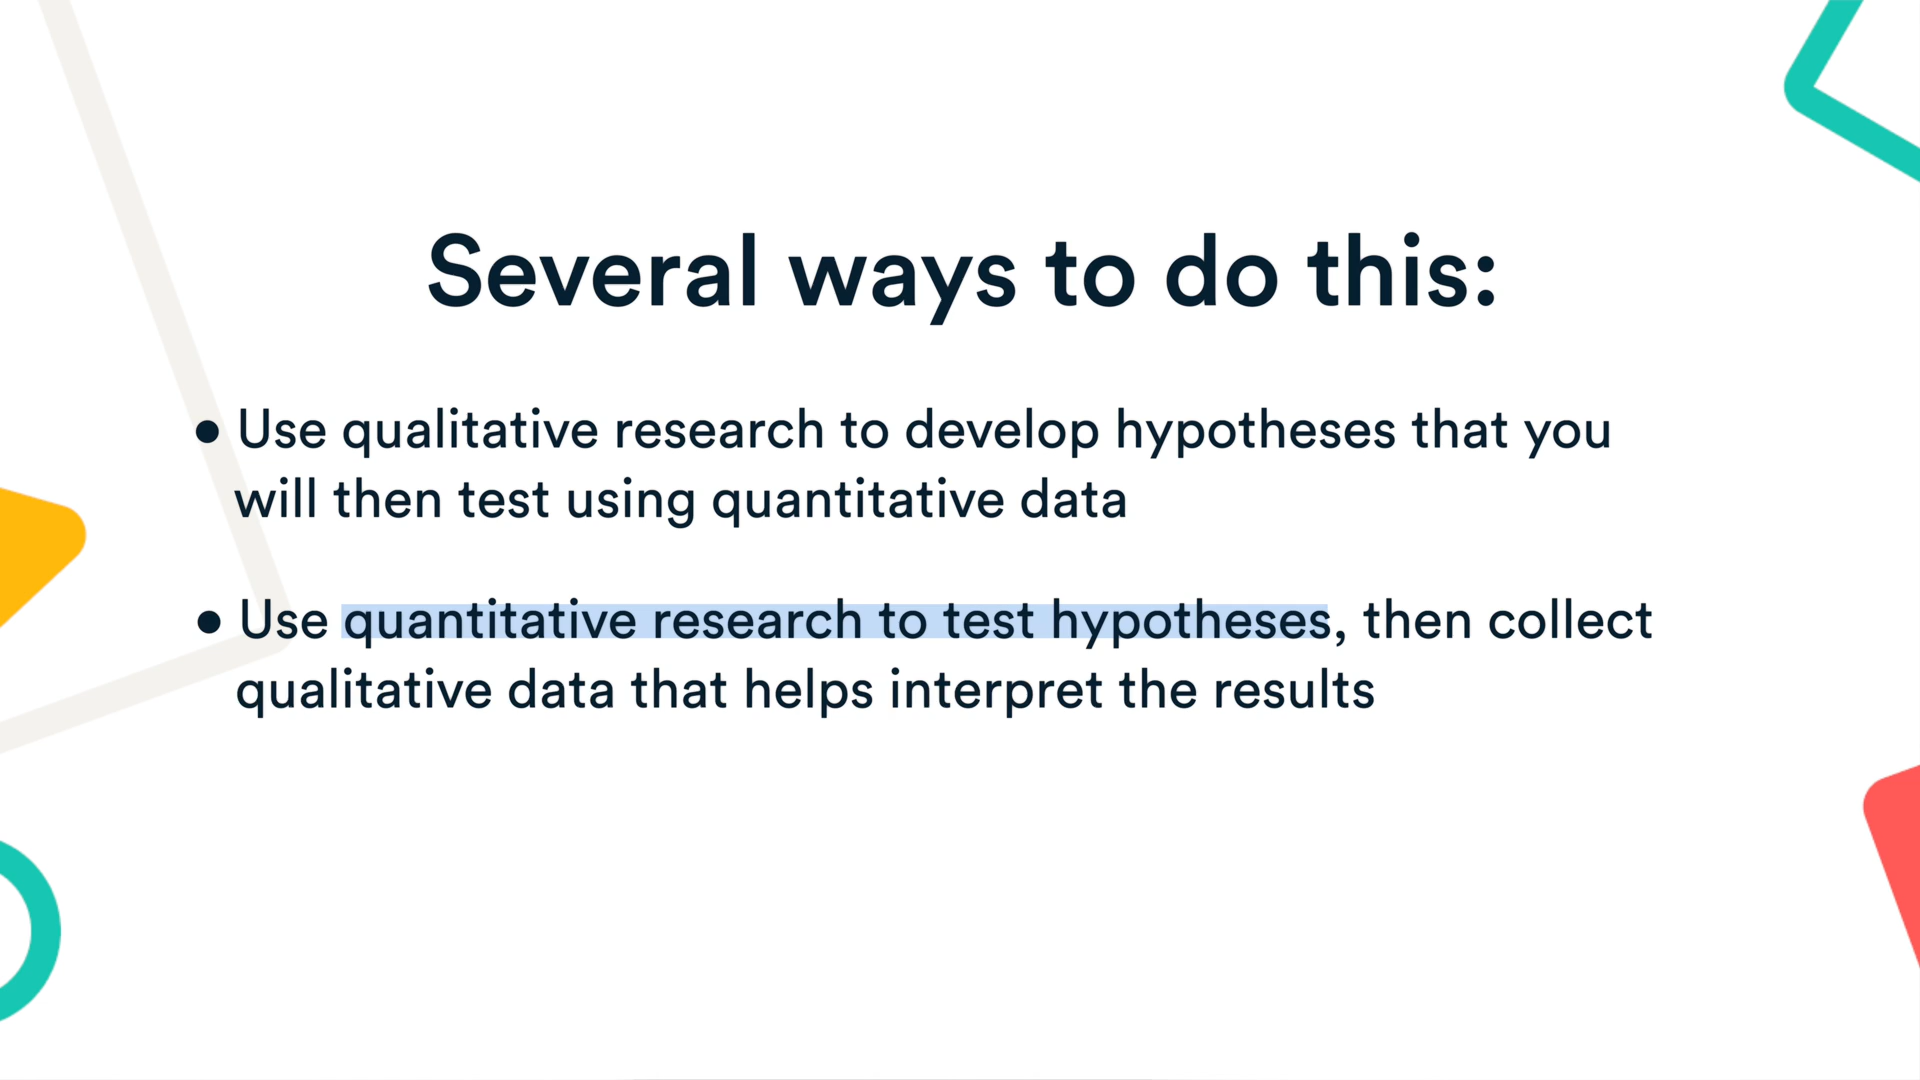 Several ways to do this:
• Use qualitative research to develop hypotheses that you
will then test using quantitative data
• Use quantitative research to test hypotheses, then collect
qualitative data that helps interpret the results